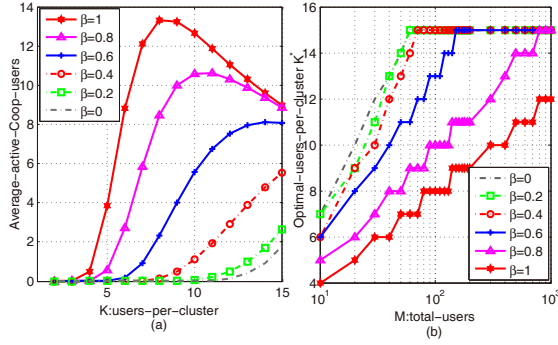 14
12
10
8
6
4
2
0
Average-active-Coop-users
β=1
β=0.8
β=0.6
β=0.4
β=0.2
β=0
5
10
15
K:users-per-cluster
(a)
16
14
12
10
8
6
4
Optimal-users-per-cluster K*
β=0
β=0.2
β=0.4
β=0.6
β=0.8
β=1
10¹
10²
10³
M:total-users
(b)